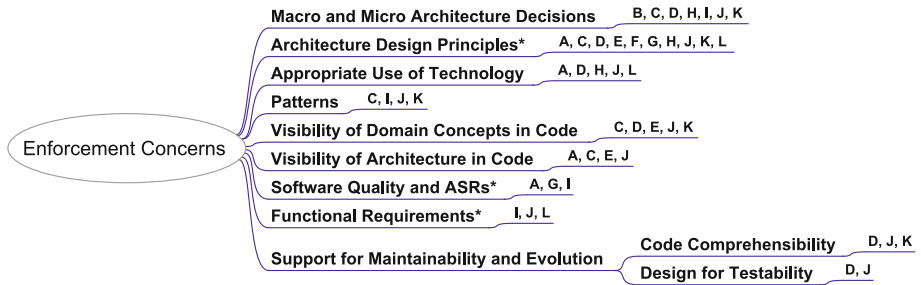 Enforcement Concerns
Macro and Micro Architecture Decisions B, C, D, H, I, J, K
Architecture Design Principles* A, C, D, E, F, G, H, J, K, L
Appropriate Use of Technology A, D, H, J, L
Patterns C, I, J, K
Visibility of Domain Concepts in Code C, D, E, J, K
Visibility of Architecture in Code A, C, E, J
Software Quality and ASRs* A, G, I
Functional Requirements* I, J, L
Support for Maintainability and Evolution
Code Comprehensibility D, J, K
Design for Testability D, J